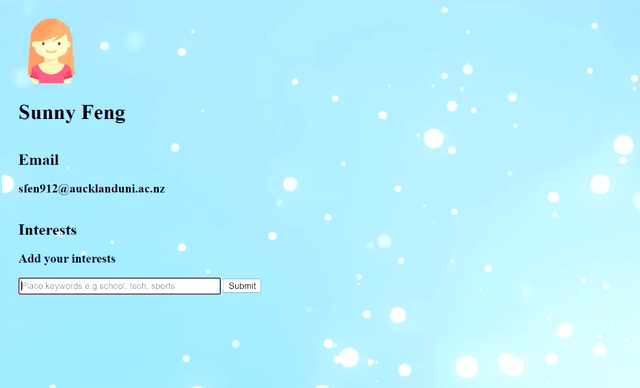 Sunny Feng
Email
sfen912@aucklanduni.ac.nz
Interests
Add your interests
Place keywords e.g school, tech, sports Submit